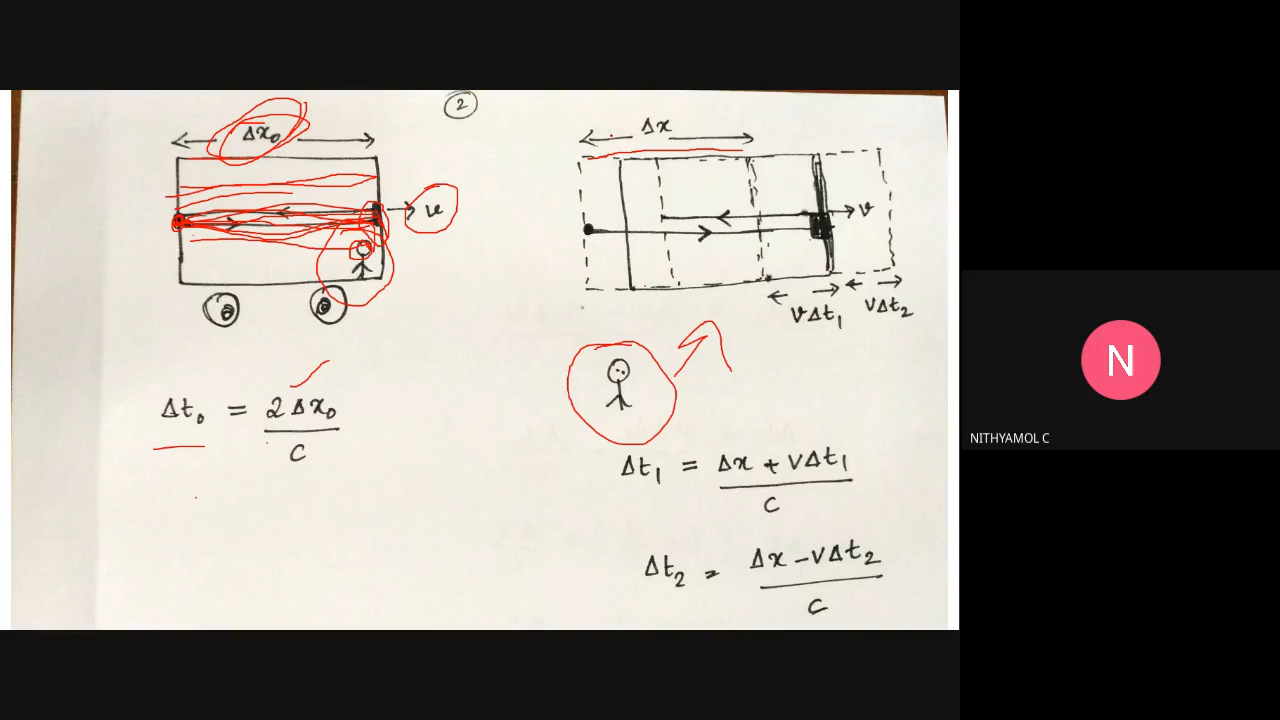 ②
Δx₀
v
Δx
v
vΔt₁
vΔt₂
Δt₀ = 2Δx₀ / c
Δt₁ = Δx + vΔt₁ / c
Δt₂ = Δx - vΔt₂ / c
N
NITHYAMOL C